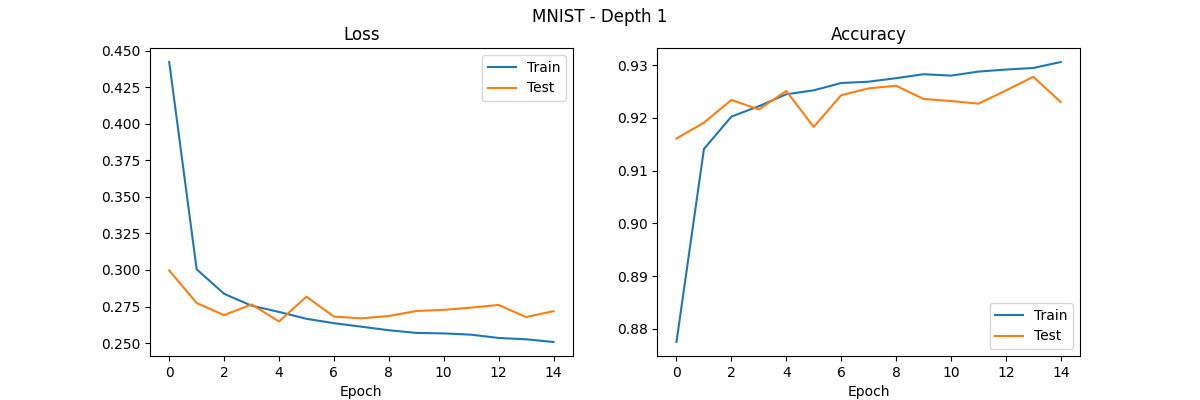 MNIST - Depth 1
Loss
0.450
0.425
0.400
0.375
0.350
0.325
0.300
0.275
0.250
0 2 4 6 8 10 12 14
Epoch
Train
Test
Accuracy
0.93
0.92
0.91
0.90
0.89
0.88
0 2 4 6 8 10 12 14
Epoch
Train
Test